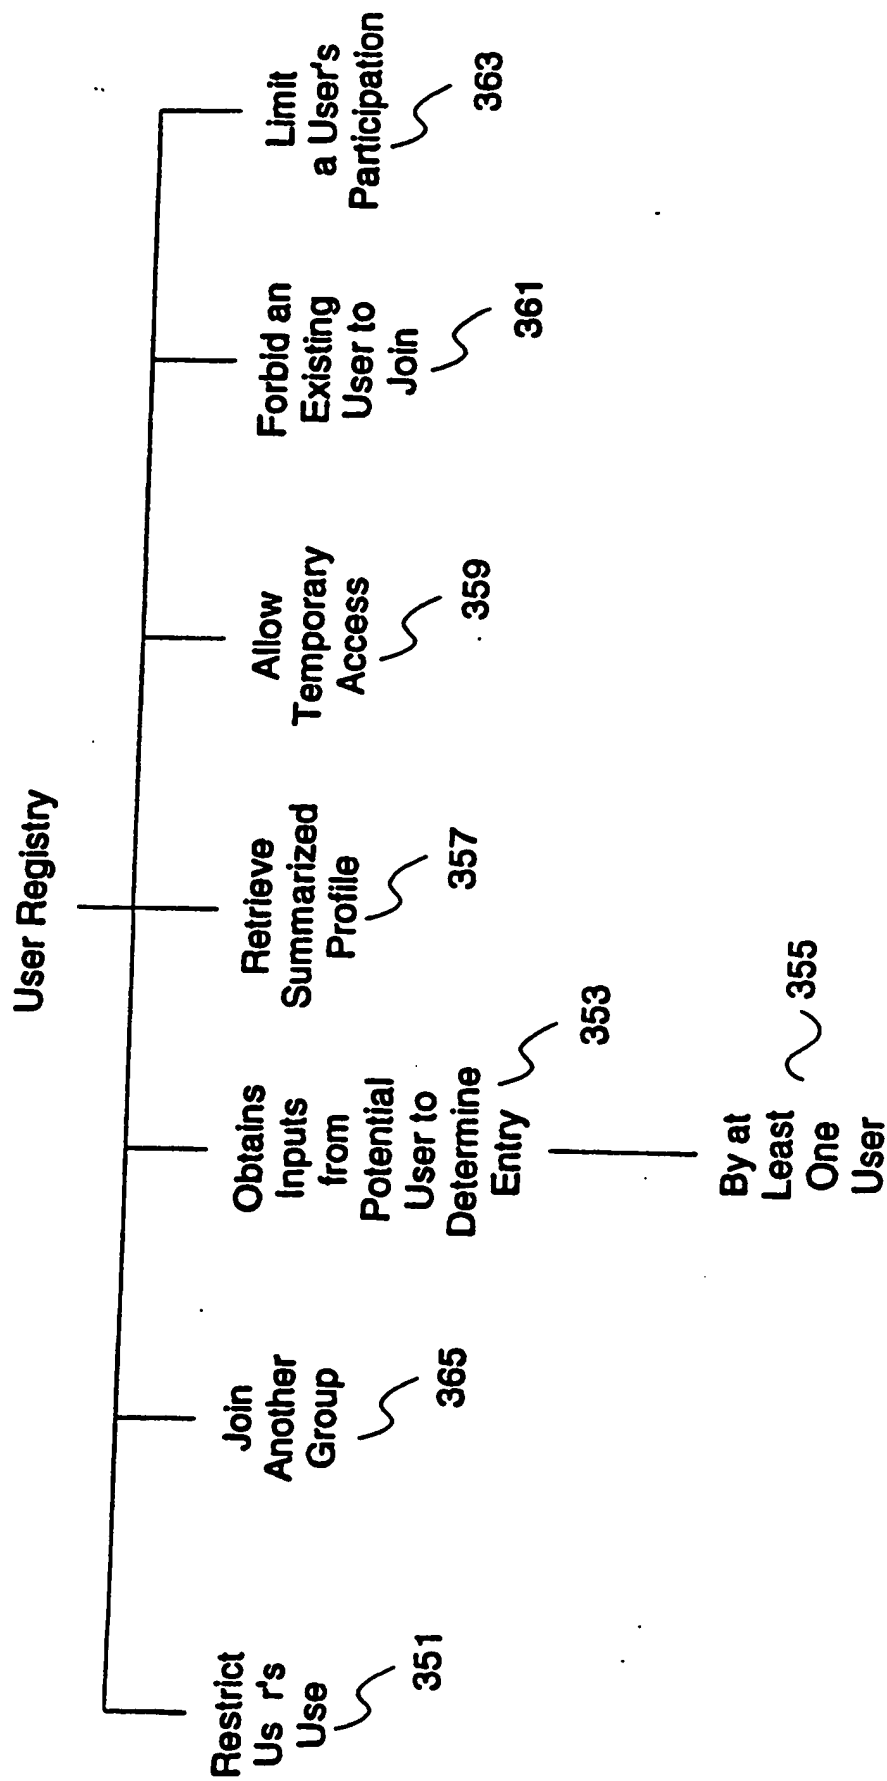 User Registry
Restrict
Us r's
Use
351
Join
Another
Group
365
Obtains
Inputs
from
Potential
User to
Determine
Entry
353
By at
Least
One
User
355
Retrieve
Summarized
Profile
357
Allow
Temporary
Access
359
Forbid an
Existing
User to
Join
361
Limit
a User's
Participation
363